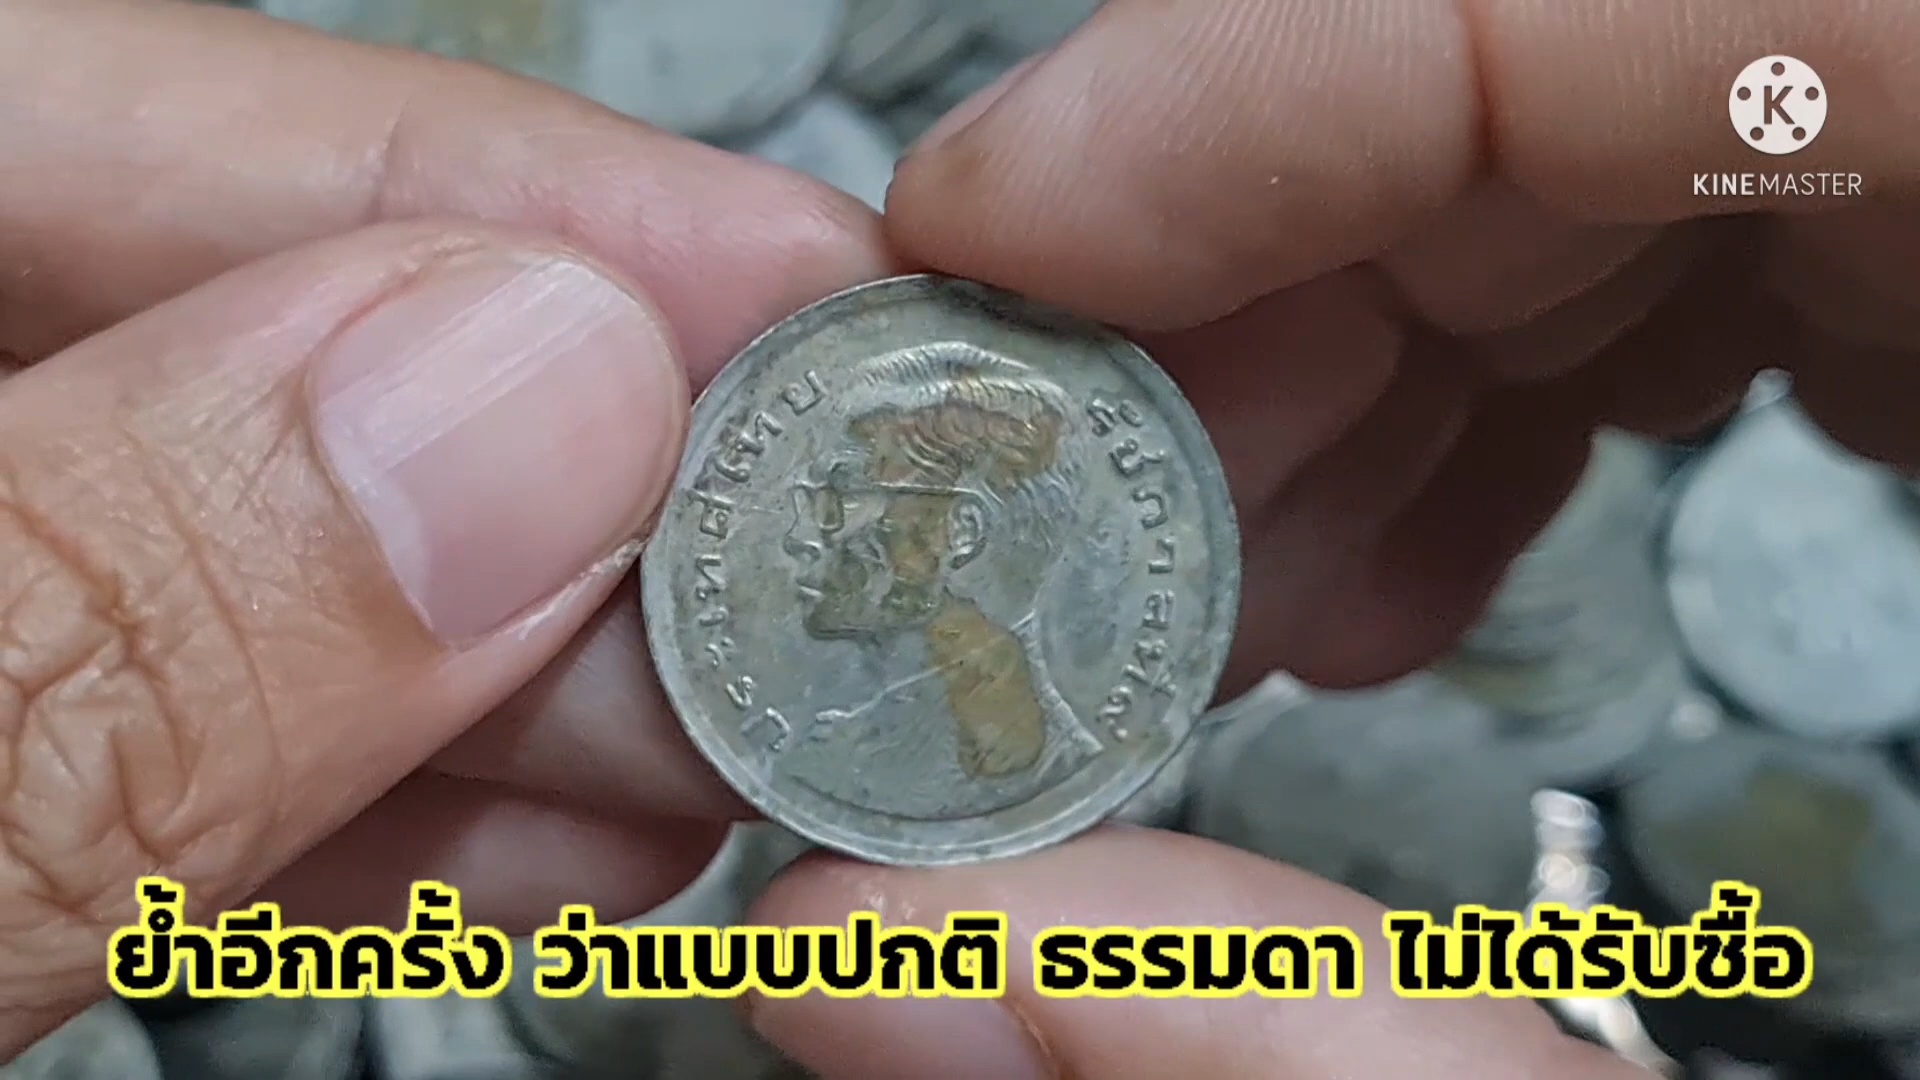 KINEMASTER
ประเทศไทย
รัชกาลที่๙
ย้ำอีกครั้ง ว่าแบบปกติ ธรรมดา ไม่ได้รับซื้อ